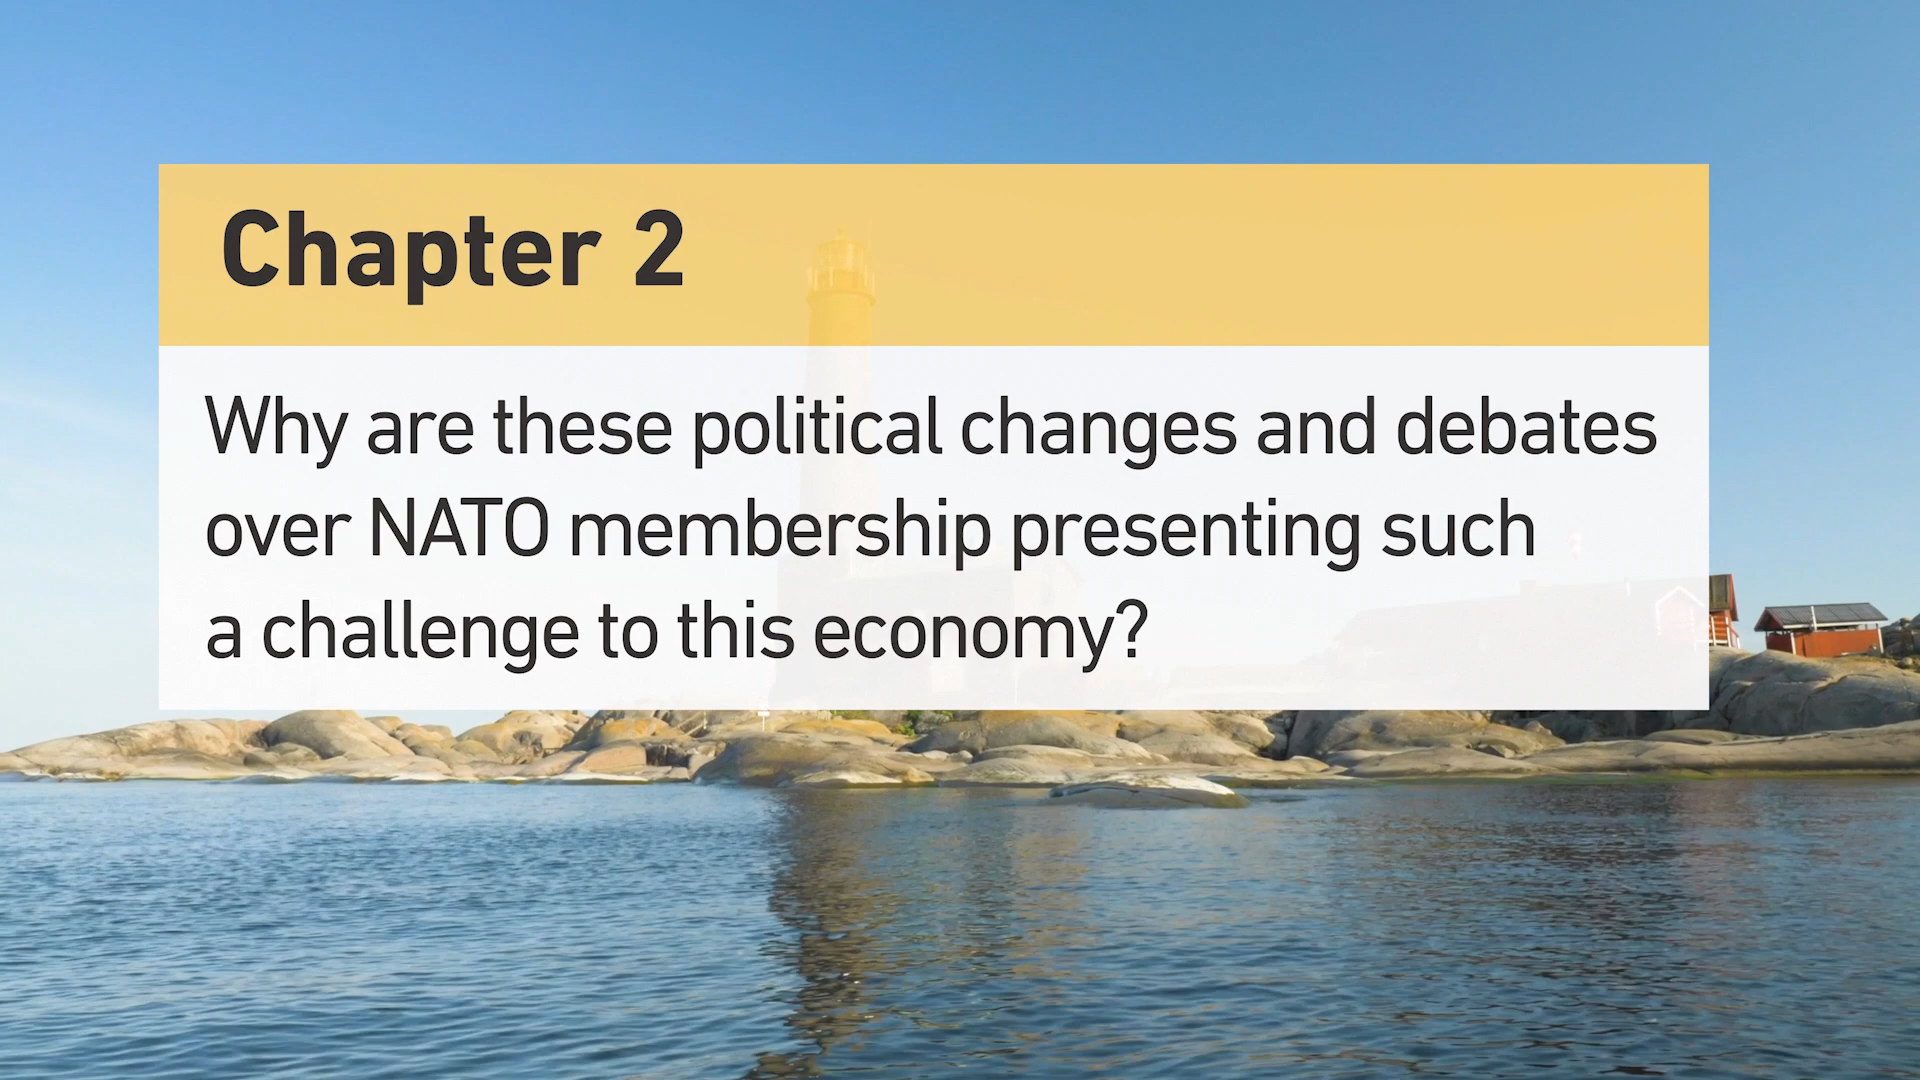 Chapter 2
Why are these political changes and debates
over NATO membership presenting such
a challenge to this economy?